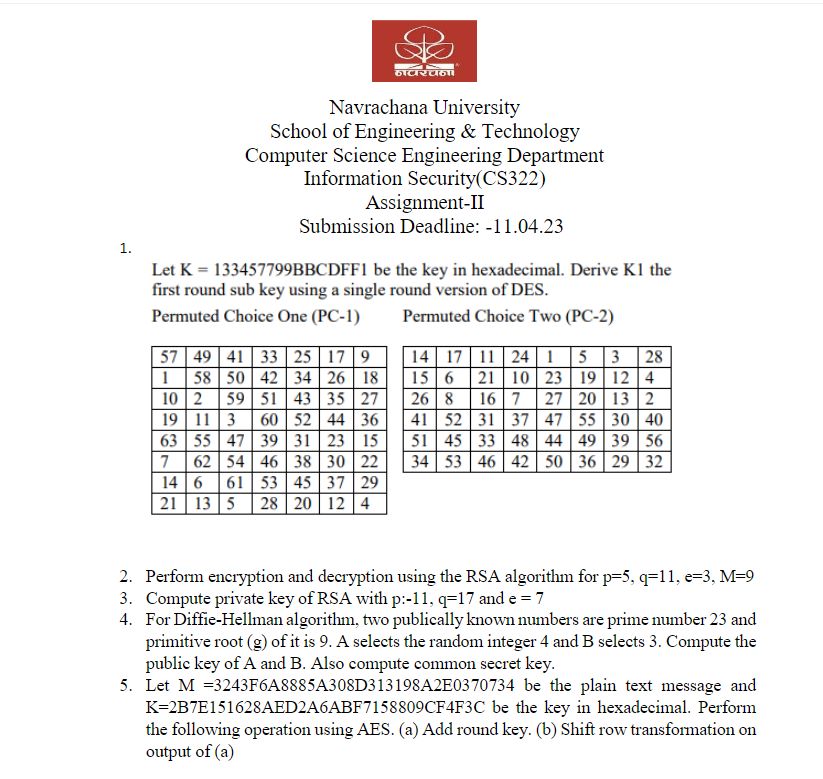 नवरचना
Navrachana University
School of Engineering & Technology
Computer Science Engineering Department
Information Security(CS322)
Assignment-II
Submission Deadline: -11.04.23
1.
Let K = 133457799BBCDFF1 be the key in hexadecimal. Derive K1 the
first round sub key using a single round version of DES.
Permuted Choice One (PC-1) Permuted Choice Two (PC-2)
57 49 41 33 25 17 9 14 17 11 24 1 5 3 28
1 58 50 42 34 26 18 15 6 21 10 23 19 12 4
10 2 59 51 43 35 27 26 8 16 7 27 20 13 2
19 11 3 60 52 44 36 41 52 31 37 47 55 30 40
63 55 47 39 31 23 15 51 45 33 48 44 49 39 56
7 62 54 46 38 30 22 34 53 46 42 50 36 29 32
14 6 61 53 45 37 29
21 13 5 28 20 12 4
2. Perform encryption and decryption using the RSA algorithm for p=5, q=11, e=3, M=9
3. Compute private key of RSA with p:-11, q=17 and e = 7
4. For Diffie-Hellman algorithm, two publically known numbers are prime number 23 and
primitive root (g) of it is 9. A selects the random integer 4 and B selects 3. Compute the
public key of A and B. Also compute common secret key.
5. Let M =3243F6A8885A308D313198A2E0370734 be the plain text message and
K=2B7E151628AED2A6ABF7158809CF4F3C be the key in hexadecimal. Perform
the following operation using AES. (a) Add round key. (b) Shift row transformation on
output of (a)